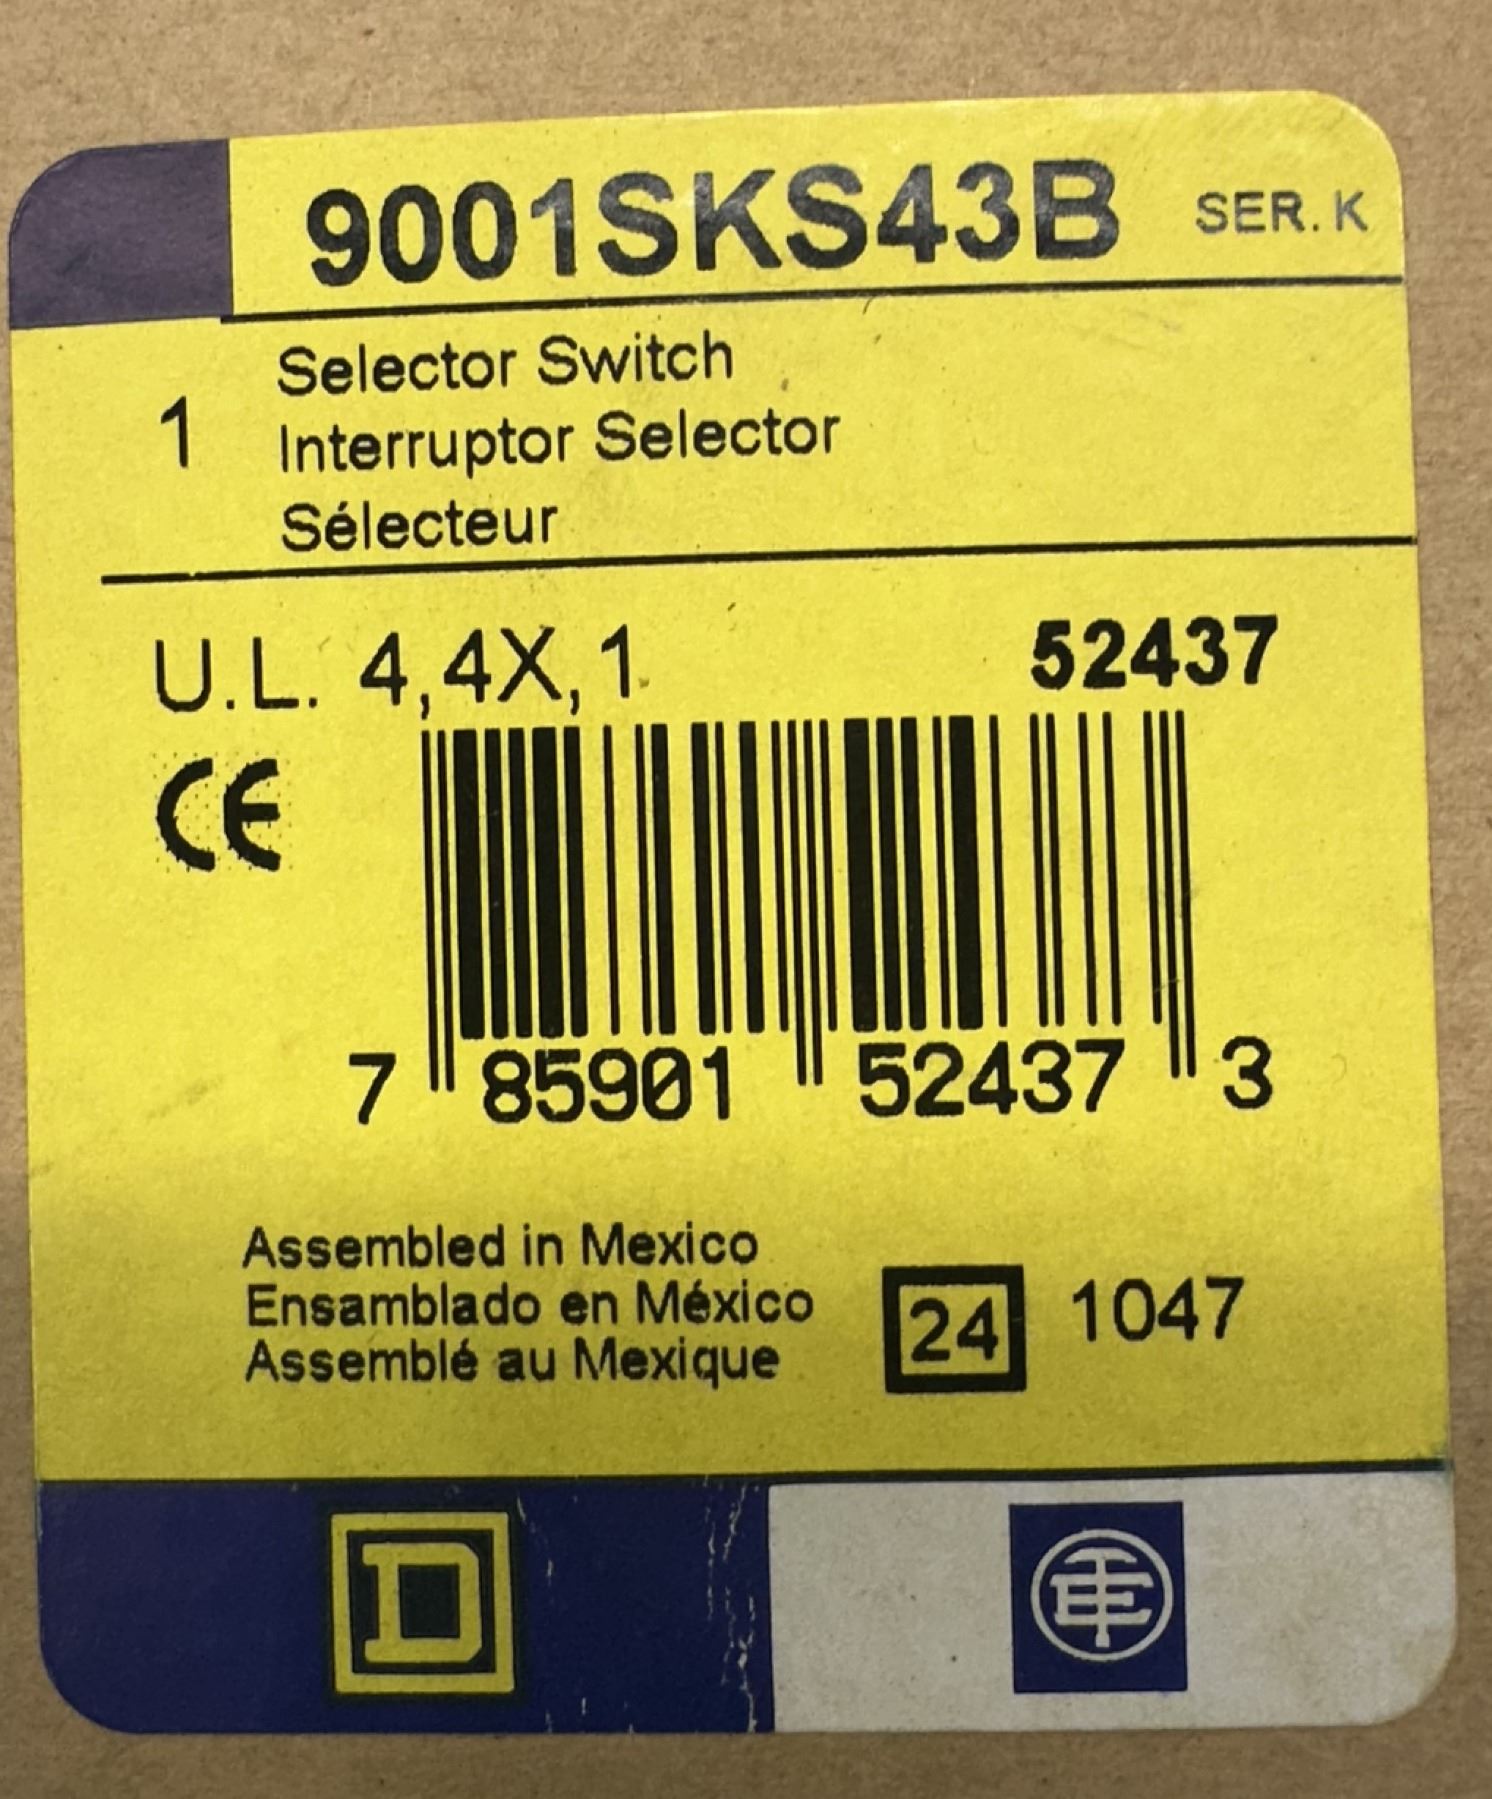 9001SKS43B SER. K
1
Selector Switch
Interruptor Selector
Sélecteur
U.L. 4,4X,1 52437
CE
7 85901 52437 3
Assembled in Mexico
Ensamblado en México
Assemblé au Mexique
24 1047
D
TE